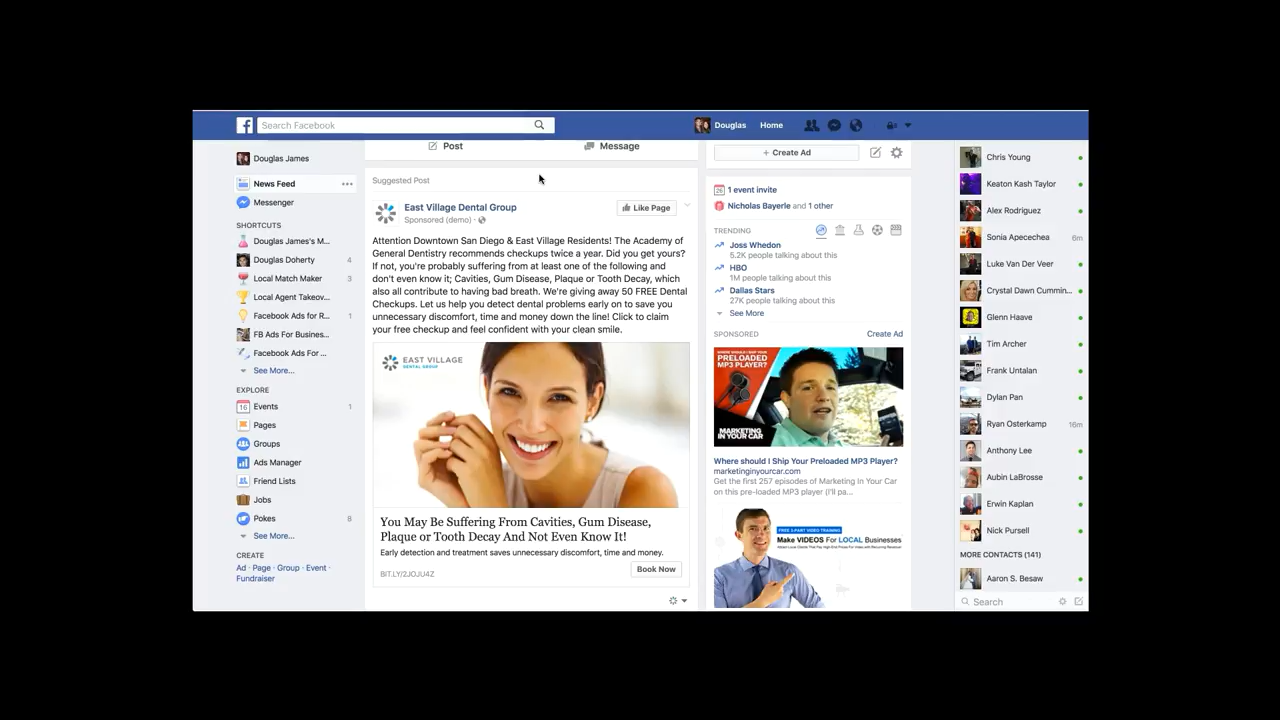 Search Facebook
Douglas
Home
Douglas James
News Feed
Messenger
SHORTCUTS
Douglas James's M...
Douglas Doherty 4
Local Match Maker 3
Local Agent Takeov...
Facebook Ads for R... 1
FB Ads For Busines...
Facebook Ads For ...
See More...
EXPLORE
16 Events 1
Pages
Groups
Ads Manager
Friend Lists
Jobs
Pokes 6
See More...
CREATE
Ad · Page · Group · Event ·
Fundraiser
Post
Message
Suggested Post
East Village Dental Group
Sponsored (demo) ·
Like Page
Attention Downtown San Diego & East Village Residents! The Academy of
General Dentistry recommends checkups twice a year. Did you get yours?
If not, you're probably suffering from at least one of the following and
don't even know it; Cavities, Gum Disease, Plaque or Tooth Decay, which
also all contribute to having bad breath. We're giving away 50 FREE Dental
Checkups. Let us help you detect dental problems early on to save you
unnecessary discomfort, time and money down the line! Click to claim
your free checkup and feel confident with your clean smile.
EAST VILLAGE
DENTAL GROUP
You May Be Suffering From Cavities, Gum Disease,
Plaque or Tooth Decay And Not Even Know It!
Early detection and treatment saves unnecessary discomfort, time and money.
BIT.LY/2JOJU4Z
Book Now
+ Create Ad
26 1 event invite
Nicholas Bayerle and 1 other
TRENDING
Joss Whedon
5.2K people talking about this
HBO
1M people talking about this
Dallas Stars
27K people talking about this
See More
SPONSORED
Create Ad
WHERE SHOULD I SHIP YOUR
PRELOADED
MP3 PLAYER?
MARKETING
IN YOUR CAR
Where should I Ship Your Preloaded MP3 Player?
marketinginyourcar.com
Get the first 257 episodes of Marketing In Your Car
on this pre-loaded MP3 player (I'll pa...
FREE 3-PART VIDEO TRAINING
Make VIDEOS For LOCAL Businesses
Chris Young
Keaton Kash Taylor
Alex Rodriguez
Sonia Apecechea 6m
Luke Van Der Veer
Crystal Dawn Cummin...
Glenn Haave
Tim Archer
Frank Untalan
Dylan Pan
Ryan Osterkamp 16m
Anthony Lee
Aubin LaBrosse
Erwin Kaplan
Nick Pursell
MORE CONTACTS (141)
Aaron S. Besaw
Search